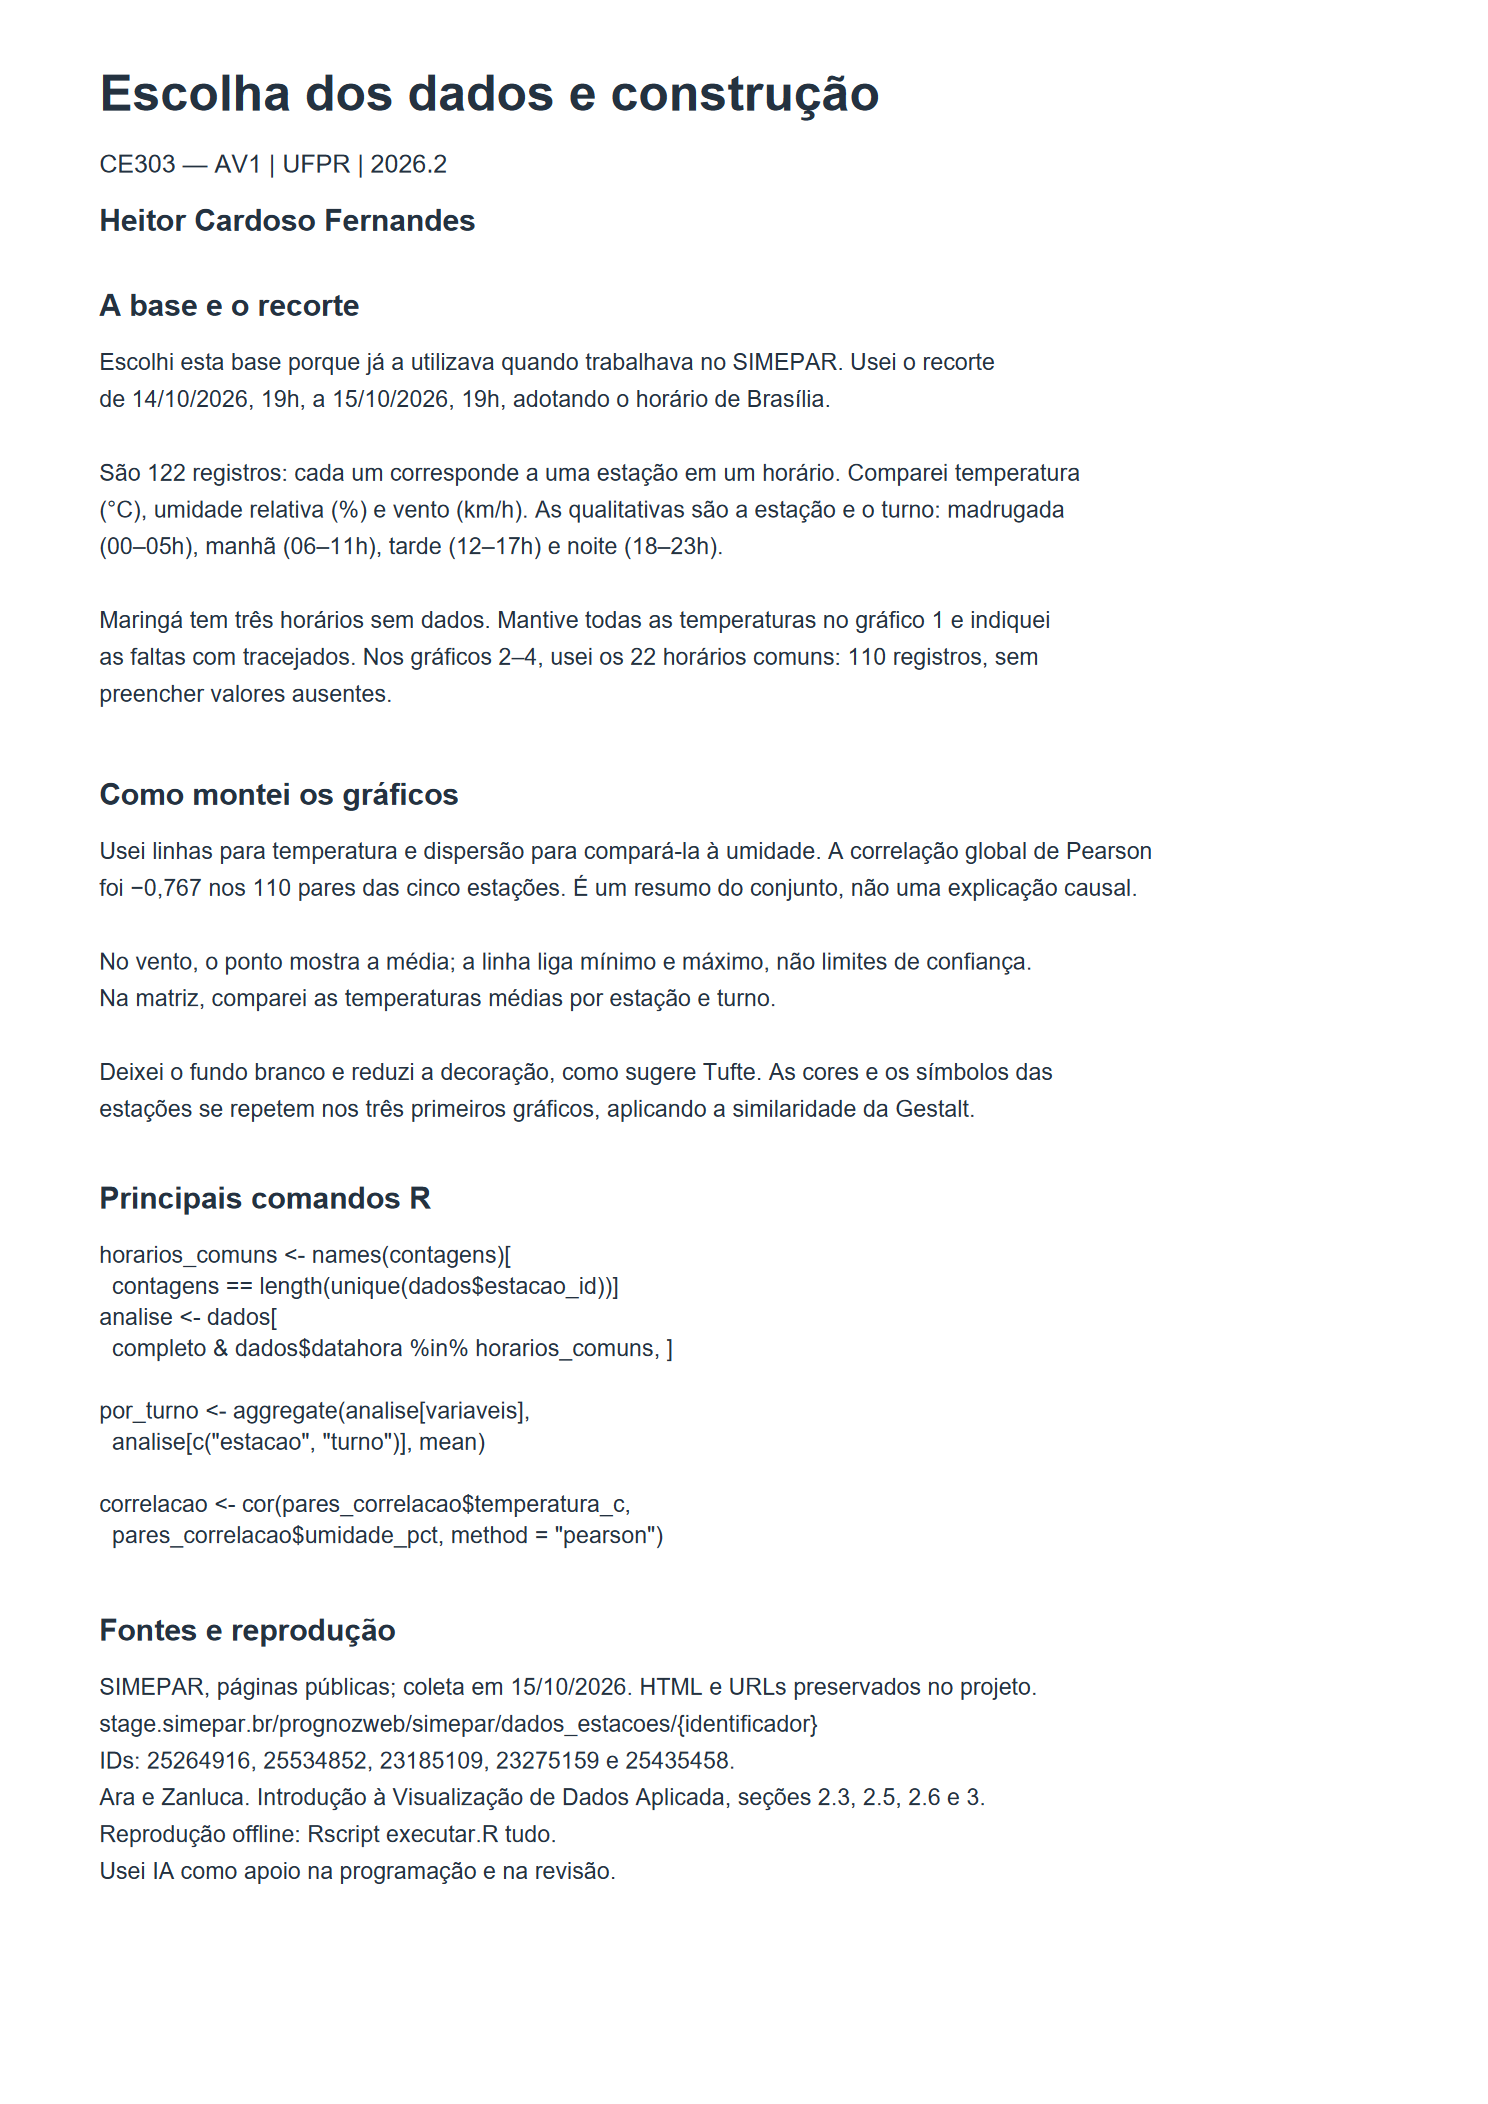 Escolha dos dados e construção
CE303 — AV1 | UFPR | 2026.2
Heitor Cardoso Fernandes
A base e o recorte
Escolhi esta base porque já a utilizava quando trabalhava no SIMEPAR. Usei o recorte
de 14/10/2026, 19h, a 15/10/2026, 19h, adotando o horário de Brasília.
São 122 registros: cada um corresponde a uma estação em um horário. Comparei temperatura
(°C), umidade relativa (%) e vento (km/h). As qualitativas são a estação e o turno: madrugada
(00–05h), manhã (06–11h), tarde (12–17h) e noite (18–23h).
Maringá tem três horários sem dados. Mantive todas as temperaturas no gráfico 1 e indiquei
as faltas com tracejados. Nos gráficos 2–4, usei os 22 horários comuns: 110 registros, sem
preencher valores ausentes.
Como montei os gráficos
Usei linhas para temperatura e dispersão para compará-la à umidade. A correlação global de Pearson
foi −0,767 nos 110 pares das cinco estações. É um resumo do conjunto, não uma explicação causal.
No vento, o ponto mostra a média; a linha liga mínimo e máximo, não limites de confiança.
Na matriz, comparei as temperaturas médias por estação e turno.
Deixei o fundo branco e reduzi a decoração, como sugere Tufte. As cores e os símbolos das
estações se repetem nos três primeiros gráficos, aplicando a similaridade da Gestalt.
Principais comandos R
horarios_comuns <- names(contagens)[
  contagens == length(unique(dados$estacao_id))]
analise <- dados[
  completo & dados$datahora %in% horarios_comuns, ]
por_turno <- aggregate(analise[variaveis],
  analise[c("estacao", "turno")], mean)
correlacao <- cor(pares_correlacao$temperatura_c,
  pares_correlacao$umidade_pct, method = "pearson")
Fontes e reprodução
SIMEPAR, páginas públicas; coleta em 15/10/2026. HTML e URLs preservados no projeto.
stage.simepar.br/prognozweb/simepar/dados_estacoes/{identificador}
IDs: 25264916, 25534852, 23185109, 23275159 e 25435458.
Ara e Zanluca. Introdução à Visualização de Dados Aplicada, seções 2.3, 2.5, 2.6 e 3.
Reprodução offline: Rscript executar.R tudo.
Usei IA como apoio na programação e na revisão.